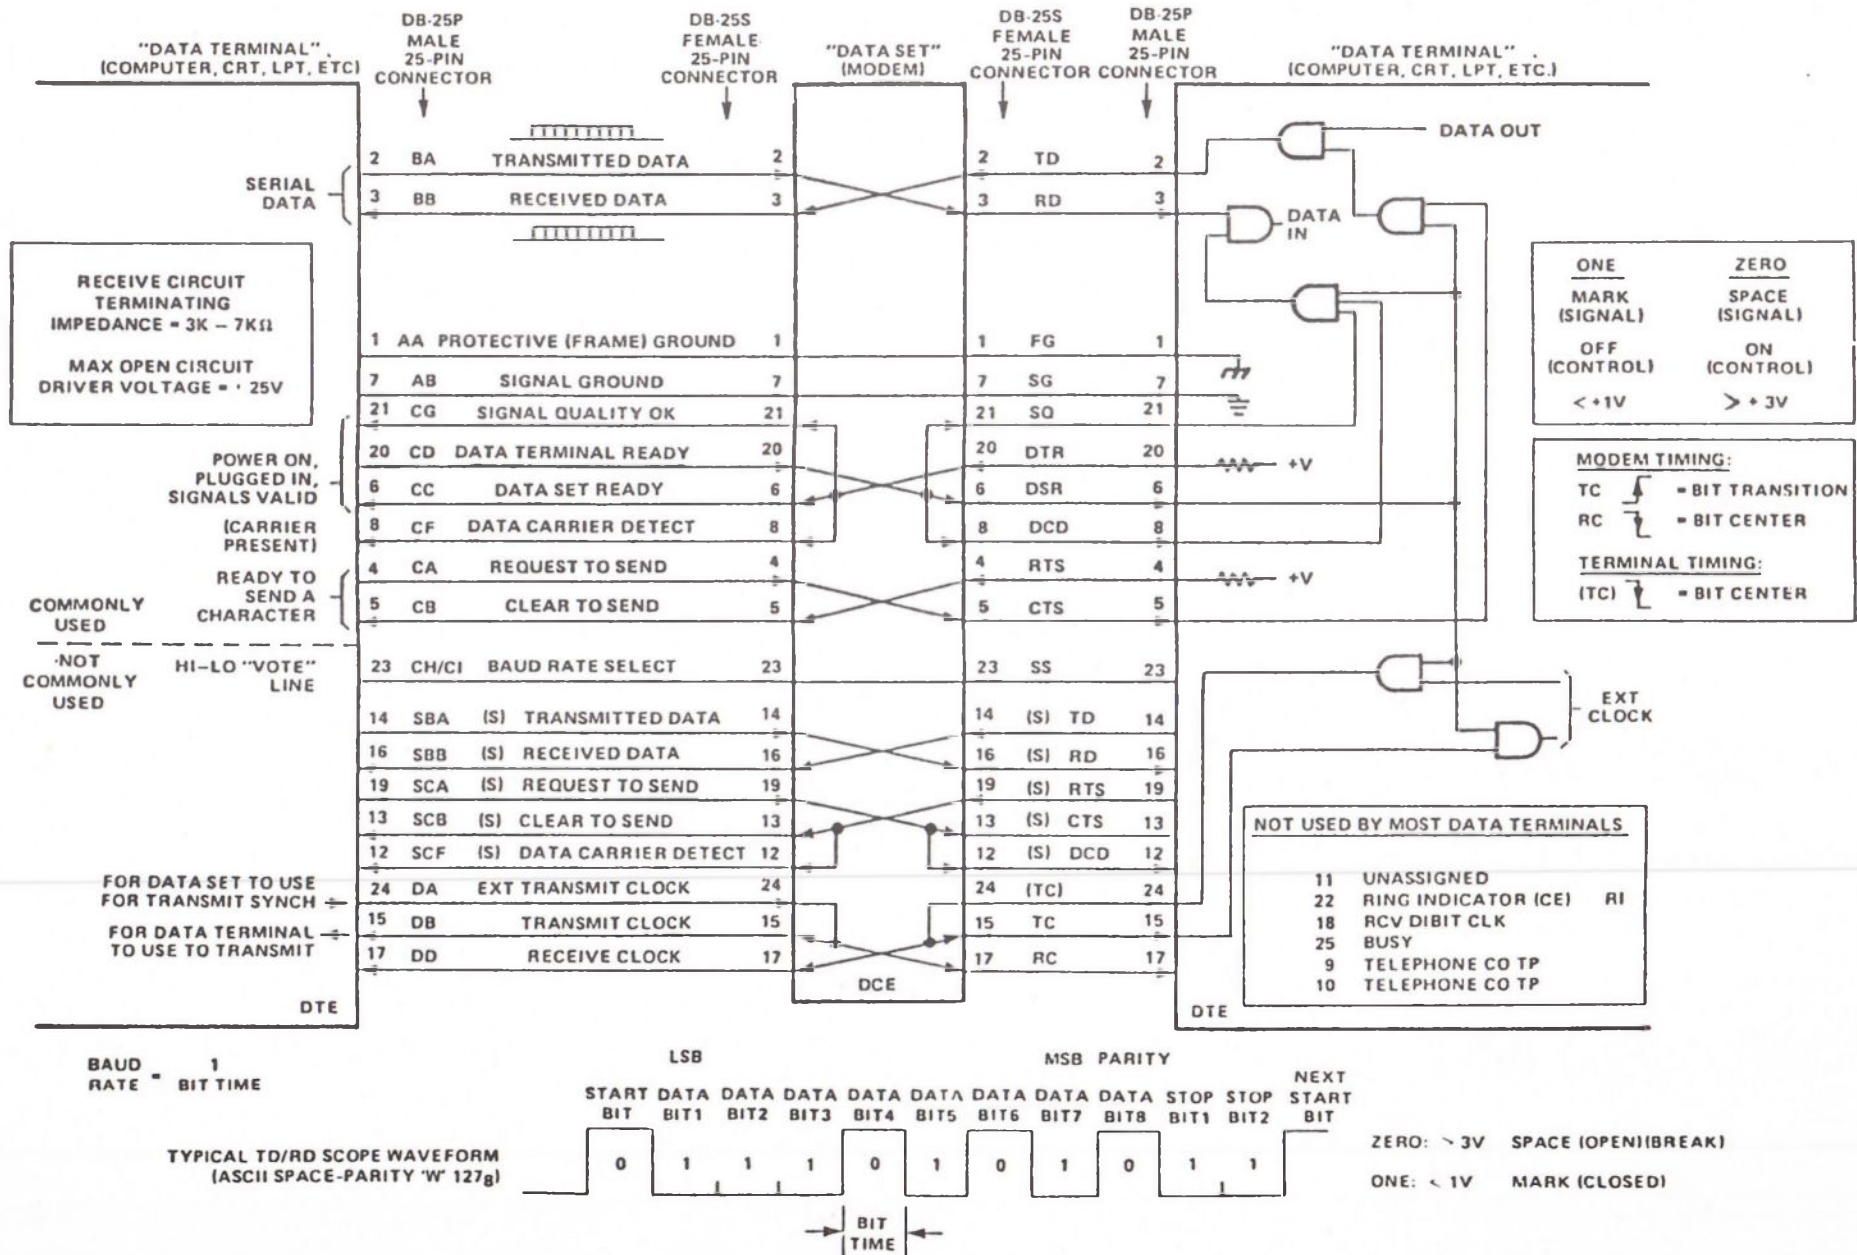 DB-25P
MALE
25-PIN
CONNECTOR
DB-25S
FEMALE
25-PIN
CONNECTOR
DB-25S
FEMALE
25-PIN
CONNECTOR
DB-25P
MALE
25-PIN
CONNECTOR
"DATA TERMINAL"
(COMPUTER, CRT, LPT, ETC)
"DATA SET"
(MODEM)
"DATA TERMINAL"
(COMPUTER, CRT, LPT, ETC.)
SERIAL
DATA
2 BA TRANSMITTED DATA 2
3 BB RECEIVED DATA 3
2 TD 2
3 RD 3
DATA OUT
DATA
IN
RECEIVE CIRCUIT
TERMINATING
IMPEDANCE = 3K – 7KΩ
MAX OPEN CIRCUIT
DRIVER VOLTAGE = · 25V
1 AA PROTECTIVE (FRAME) GROUND 1
7 AB SIGNAL GROUND 7
21 CG SIGNAL QUALITY OK 21
20 CD DATA TERMINAL READY 20
6 CC DATA SET READY 6
8 CF DATA CARRIER DETECT 8
4 CA REQUEST TO SEND 4
5 CB CLEAR TO SEND 5
1 FG 1
7 SG 7
21 SQ 21
20 DTR 20 +V
6 DSR 6
8 DCD 8
4 RTS 4 +V
5 CTS 5
POWER ON,
PLUGGED IN,
SIGNALS VALID
(CARRIER
PRESENT)
READY TO
SEND A
CHARACTER
COMMONLY
USED
NOT
COMMONLY
USED
HI–LO "VOTE"
LINE
23 CH/CI BAUD RATE SELECT 23
14 SBA (S) TRANSMITTED DATA 14
16 SBB (S) RECEIVED DATA 16
19 SCA (S) REQUEST TO SEND 19
13 SCB (S) CLEAR TO SEND 13
12 SCF (S) DATA CARRIER DETECT 12
24 DA EXT TRANSMIT CLOCK 24
15 DB TRANSMIT CLOCK 15
17 DD RECEIVE CLOCK 17
23 SS 23
14 (S) TD 14
16 (S) RD 16
19 (S) RTS 19
13 (S) CTS 13
12 (S) DCD 12
24 (TC) 24
15 TC 15
17 RC 17
FOR DATA SET TO USE
FOR TRANSMIT SYNCH
FOR DATA TERMINAL
TO USE TO TRANSMIT
DTE
DCE
DTE
ONE ZERO
MARK SPACE
(SIGNAL) (SIGNAL)
OFF ON
(CONTROL) (CONTROL)
< +1V > + 3V
MODEM TIMING:
TC = BIT TRANSITION
RC = BIT CENTER
TERMINAL TIMING:
(TC) = BIT CENTER
EXT
CLOCK
NOT USED BY MOST DATA TERMINALS
11 UNASSIGNED
22 RING INDICATOR (CE) RI
18 RCV DIBIT CLK
25 BUSY
9 TELEPHONE CO TP
10 TELEPHONE CO TP
BAUD
RATE = 1
BIT TIME
LSB MSB PARITY
START
BIT
DATA
BIT1
DATA
BIT2
DATA
BIT3
DATA
BIT4
DATA
BIT5
DATA
BIT6
DATA
BIT7
DATA
BIT8
STOP
BIT1
STOP
BIT2
NEXT
START
BIT
TYPICAL TD/RD SCOPE WAVEFORM
(ASCII SPACE-PARITY 'W' 127₈)
0 1 1 1 0 1 0 1 0 1 1
BIT
TIME
ZERO: > 3V SPACE (OPEN)(BREAK)
ONE: < 1V MARK (CLOSED)